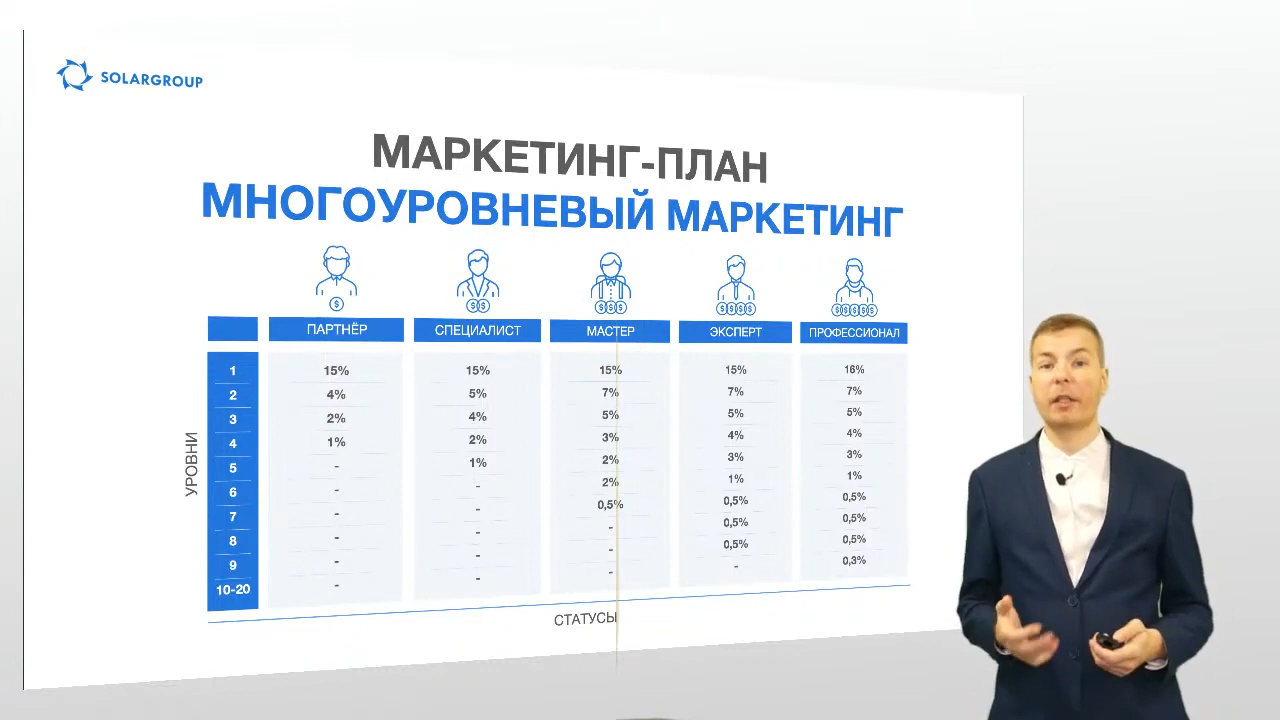 SOLARGROUP
МАРКЕТИНГ-ПЛАН
МНОГОУРОВНЕВЫЙ МАРКЕТИНГ
ПАРТНЁР СПЕЦИАЛИСТ МАСТЕР ЭКСПЕРТ ПРОФЕССИОНАЛ
1 15% 15% 15% 15% 16%
2 4% 5% 7% 7% 7%
3 2% 4% 5% 5% 5%
4 1% 2% 3% 4% 4%
5 - 1% 2% 3% 3%
6 - - 2% 1% 1%
7 - - 0,5% 0,5% 0,5%
8 - - - 0,5% 0,5%
9 - - - 0,5% 0,5%
10-20 - - - - 0,3%
УРОВНИ
СТАТУСЫ